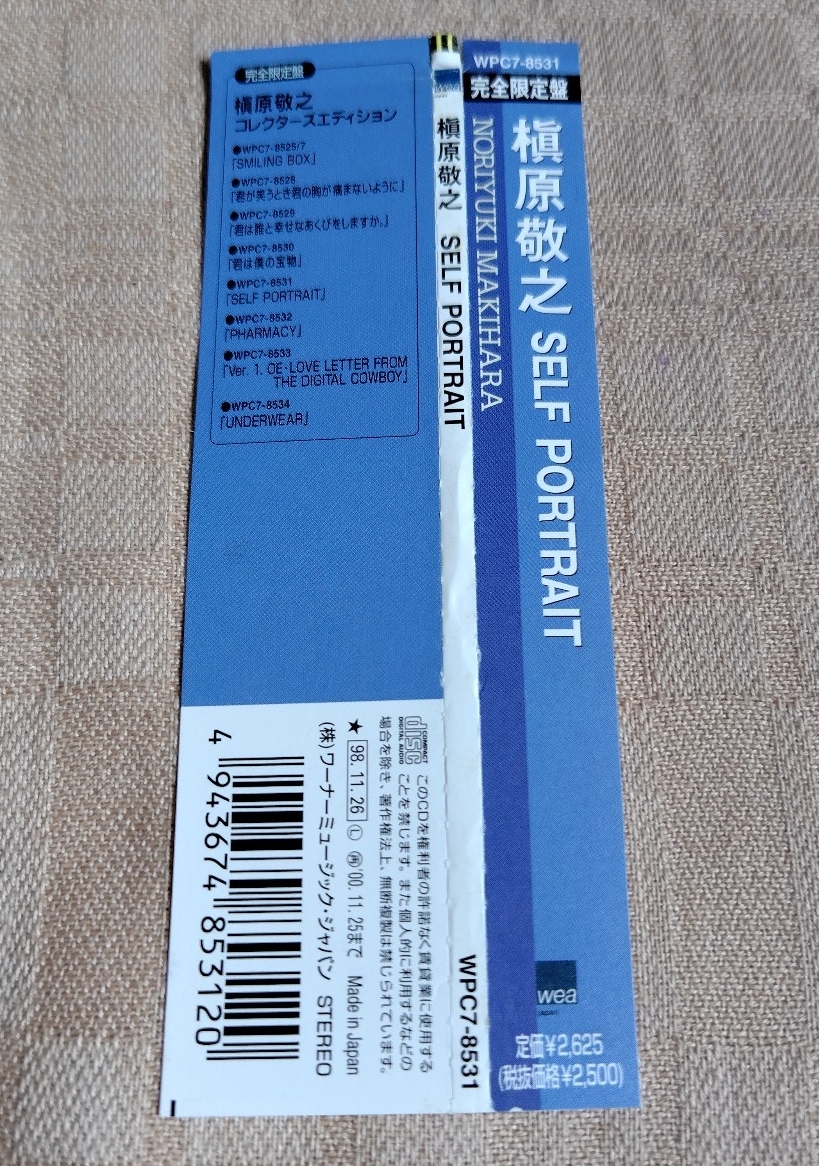 完全限定盤
槇原敬之
コレクターズエディション
●WPC7-8525/7
「SMILING BOX」
●WPC7-8528
「君が笑うとき君の胸が痛まないように」
●WPC7-8529
「君は誰と幸せなあくびをしますか。」
●WPC7-8530
「君は僕の宝物」
●WPC7-8531
「SELF PORTRAIT」
●WPC7-8532
「PHARMACY」
●WPC7-8533
「Ver. 1. OE・LOVE LETTER FROM
THE DIGITAL COWBOY」
●WPC7-8534
「UNDERWEAR」
COMPACT
disc
DIGITAL AUDIO
このCDを権利者の許諾なく賃貸業に使用する
ことを禁じます。また個人的に利用するなどの
場合を除き、著作権法上、無断複製は禁じられています。
★ 98.11.26 Ⓛ ㊢'00.11.25まで Made in Japan
(株)ワーナーミュージック・ジャパン STEREO
4 943674 853120
wea
槇原敬之 SELF PORTRAIT
WPC7-8531
WPC7-8531
完全限定盤
槇原敬之 SELF PORTRAIT
NORIYUKI MAKIHARA
wea
JAPAN
定価¥2,625
(税抜価格¥2,500)